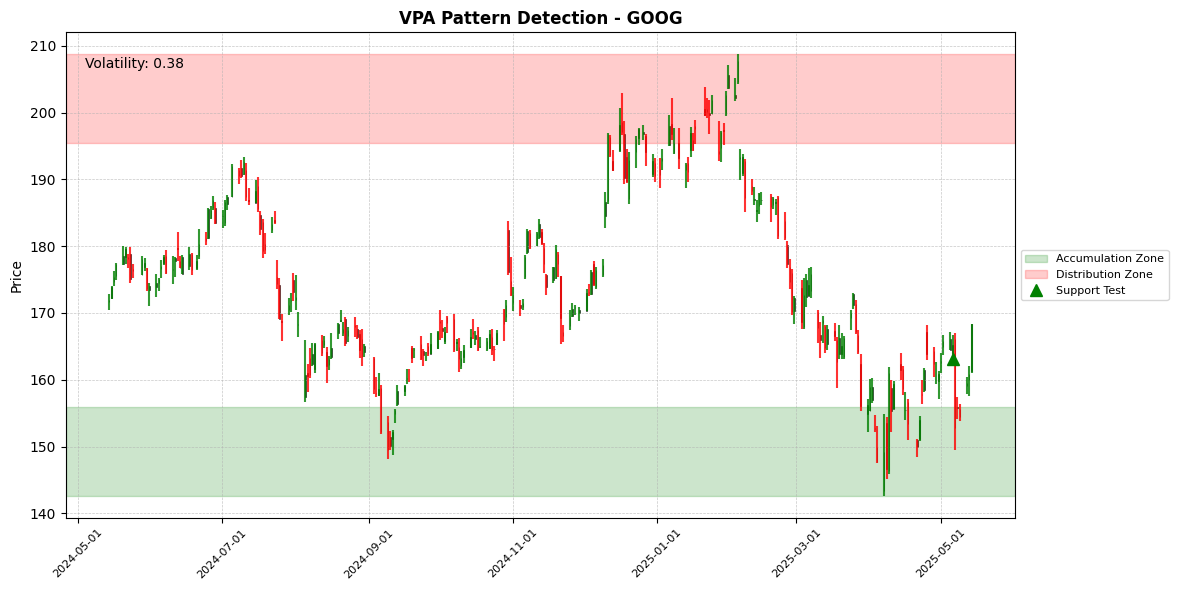 VPA Pattern Detection - GOOG
Volatility: 0.38
Price
210
200
190
180
170
160
150
140
2024-05-01
2024-07-01
2024-09-01
2024-11-01
2025-01-01
2025-03-01
2025-05-01
Accumulation Zone
Distribution Zone
Support Test